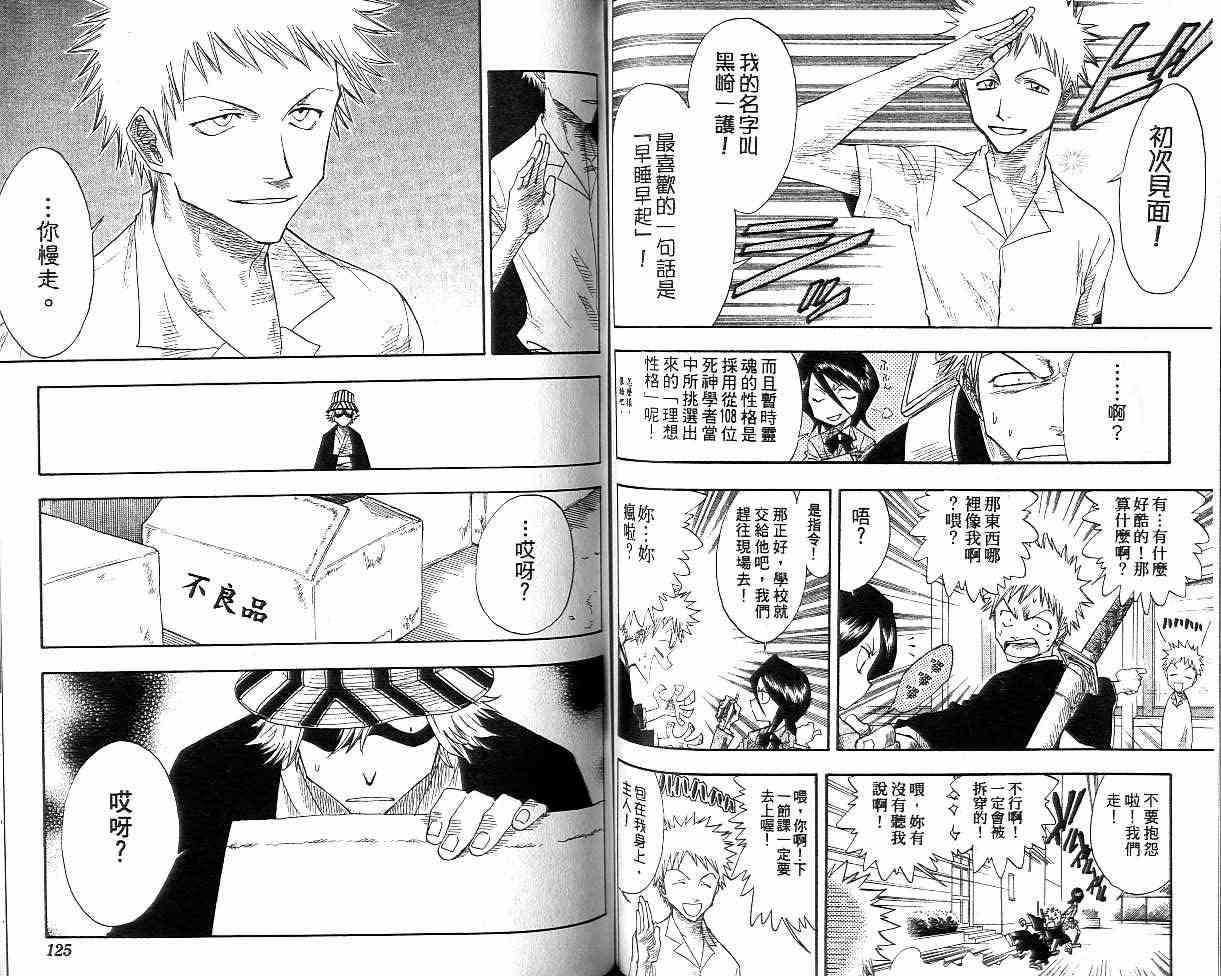 初次見面！
我的名字叫
黑崎一護！
最喜歡的一句話是
『早睡早起』！
……啊？
而且暫時靈
魂的性格是
採用從108位
死神學者當
中所挑選出
來的「理想
性格」呢！
有…有什麼
好酷的！那
算什麼啊？
那東西哪
裡像我啊
？喂？
唔？
是指令！
那正好，學校就
交給他吧，我們
趕往現場去！
妳…妳
瘋啦？
不要抱怨
啦！我們
走！
不行啊！
一定會被
拆穿的！
喂，妳有
沒有聽我
說啊！
喂，你啊！下
一節課一定要
去上喔！
包在我身上，
主人！
…你慢走。
…哎呀？
不良品
哎呀？
125